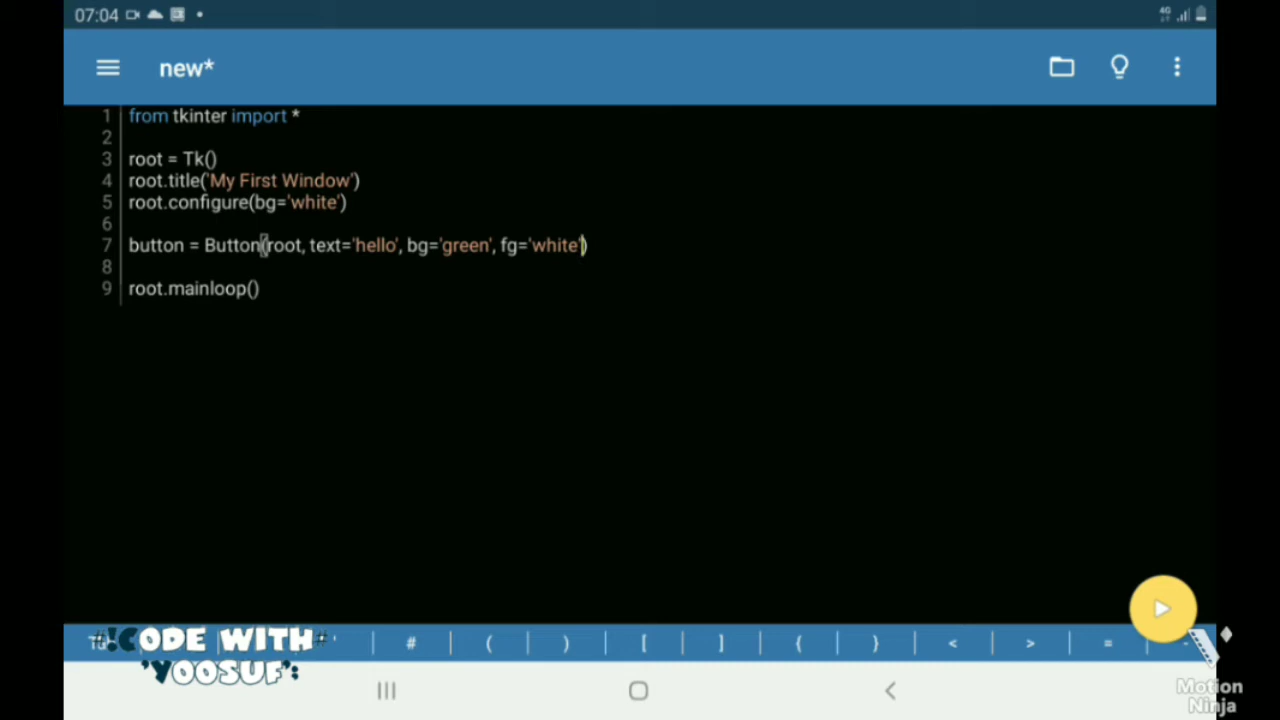 07:04
4G
new*
1 from tkinter import *
2
3 root = Tk()
4 root.title('My First Window')
5 root.configure(bg='white')
6
7 button = Button(root, text='hello', bg='green', fg='white')
8
9 root.mainloop()
#!CODE WITH# ' # ( ) [ ] { } < > = -
'YOOSUF':
Motion
Ninja